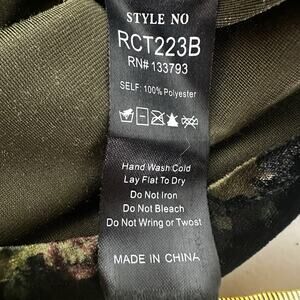 STYLE NO
RCT223B
RN# 133793
SELF: 100% Polyester
Hand Wash Cold
Lay Flat To Dry
Do Not Iron
Do Not Bleach
Do Not Wring or Twost
MADE IN CHINA